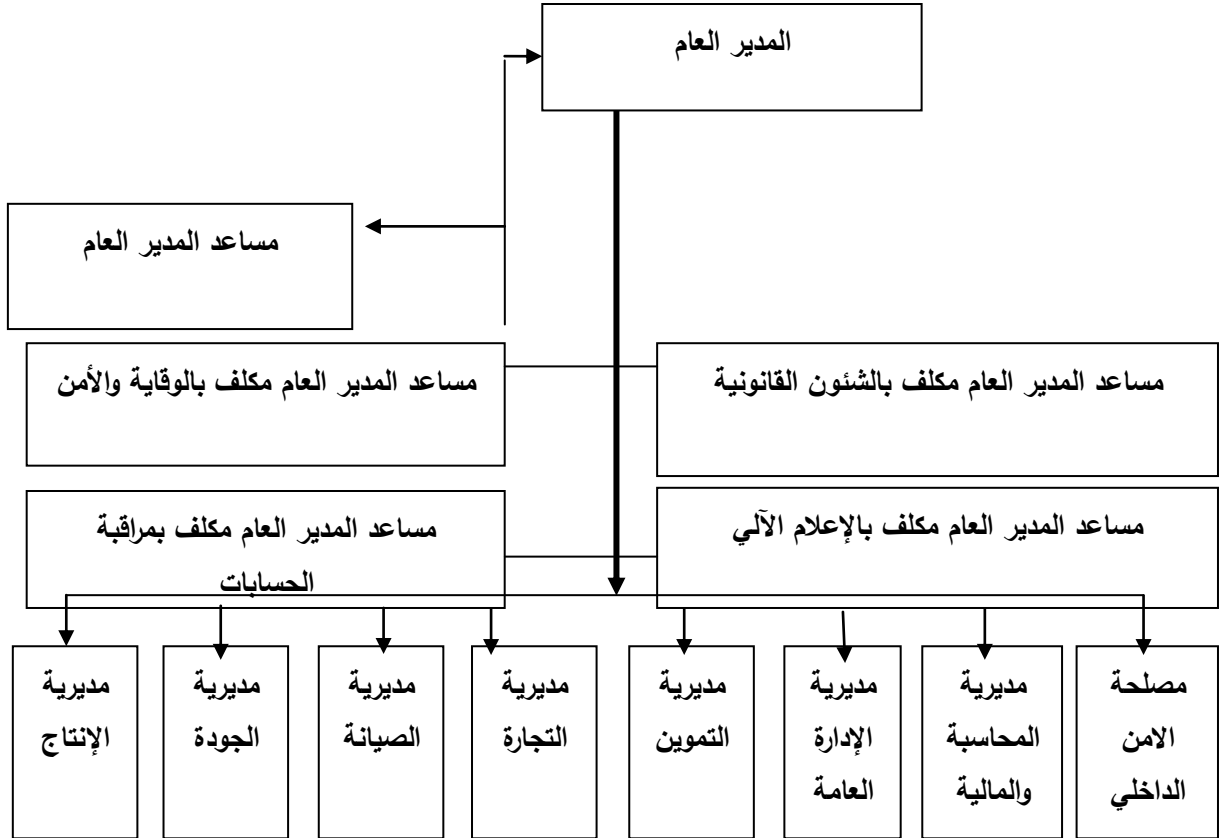 المدير العام
مساعد المدير العام
مساعد المدير العام مكلف بالشئون القانونية
مساعد المدير العام مكلف بالوقاية والأمن
مساعد المدير العام مكلف بالإعلام الآلي
مساعد المدير العام مكلف بمراقبة
الحسابات
مصلحة
الامن
الداخلي
مديرية
المحاسبة
والمالية
مديرية
الإدارة
العامة
مديرية
التموين
مديرية
التجارة
مديرية
الصيانة
مديرية
الجودة
مديرية
الإنتاج